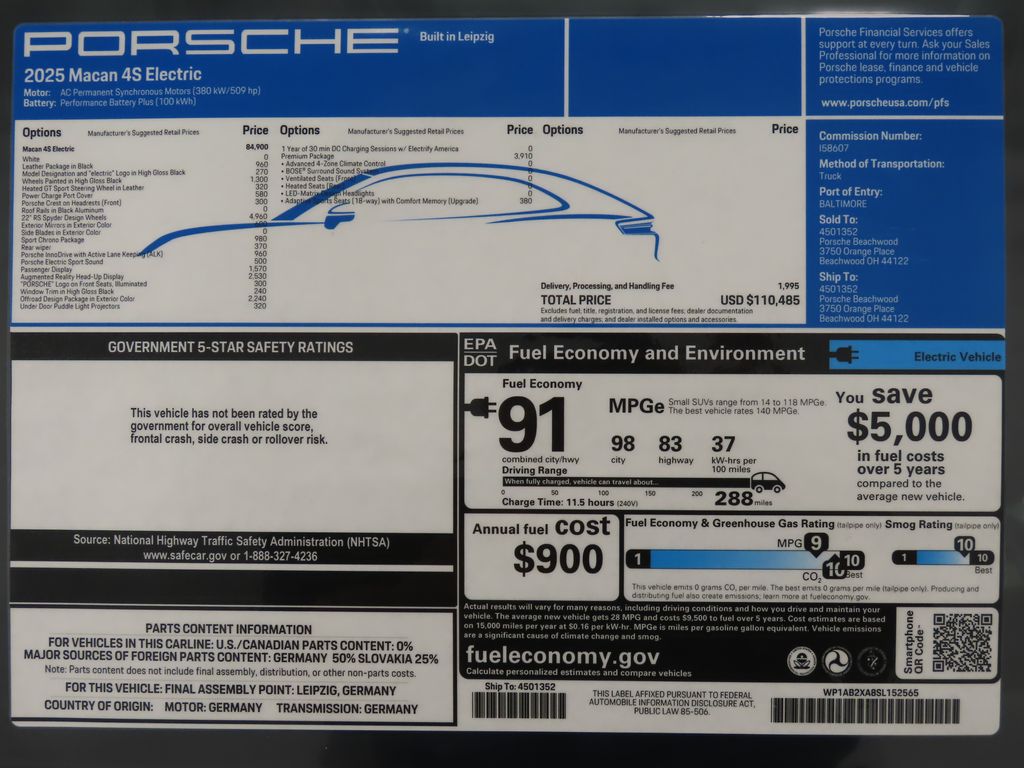 PORSCHE
Built in Leipzig
2025 Macan 4S Electric
Motor: AC Permanent Synchronous Motors (380 kW/509 hp)
Battery: Performance Battery Plus (100 kWh)
Porsche Financial Services offers
support at every turn. Ask your Sales
Professional for more information on
Porsche lease, finance and vehicle
protections programs.
www.porscheusa.com/pfs
Options Manufacturer's Suggested Retail Prices Price
Macan 4S Electric 84,900
White 0
Leather Package in Black 960
Model Designation and "electric" Logo in High Gloss Black 270
Wheels Painted in High Gloss Black 1,300
Heated GT Sport Steering Wheel in Leather 320
Power Charge Port Cover 580
Porsche Crest on Headrests (Front) 300
Roof Rails in Black Aluminum 0
22" RS Spyder Design Wheels 4,960
Exterior Mirrors in Exterior Color
Side Blades in Exterior Color 0
Sport Chrono Package 980
Rear wiper 370
Porsche InnoDrive with Active Lane Keeping (ALK) 960
Porsche Electric Sport Sound 500
Passenger Display 1,570
Augmented Reality Head-Up Display 2,530
"PORSCHE" Logo on Front Seats, Illuminated 300
Window Trim in High Gloss Black 240
Offroad Design Package in Exterior Color 2,240
Under Door Puddle Light Projectors 320
Options Manufacturer's Suggested Retail Prices Price
1 Year of 30 min DC Charging Sessions w/ Electrify America 0
Premium Package 3,910
• Advanced 4-Zone Climate Control 0
• BOSE® Surround Sound System 0
• Ventilated Seats (Front)
• Heated Seats (Rear) 0
• LED-Matrix Design Headlights 0
• Adaptive Sports Seats (18-way) with Comfort Memory (Upgrade) 380
Options Manufacturer's Suggested Retail Prices Price
Delivery, Processing, and Handling Fee 1,995
TOTAL PRICE USD $110,485
Excludes fuel, title, registration, and license fees, dealer documentation
and delivery charges, and dealer installed options and accessories.
Commission Number:
I58607
Method of Transportation:
Truck
Port of Entry:
BALTIMORE
Sold To:
4501352
Porsche Beachwood
3750 Orange Place
Beachwood OH 44122
Ship To:
4501352
Porsche Beachwood
3750 Orange Place
Beachwood OH 44122
GOVERNMENT 5-STAR SAFETY RATINGS
This vehicle has not been rated by the
government for overall vehicle score,
frontal crash, side crash or rollover risk.
Source: National Highway Traffic Safety Administration (NHTSA)
www.safecar.gov or 1-888-327-4236
PARTS CONTENT INFORMATION
FOR VEHICLES IN THIS CARLINE: U.S./CANADIAN PARTS CONTENT: 0%
MAJOR SOURCES OF FOREIGN PARTS CONTENT: GERMANY 50% SLOVAKIA 25%
Note: Parts content does not include final assembly, distribution, or other non-parts costs.
FOR THIS VEHICLE: FINAL ASSEMBLY POINT: LEIPZIG, GERMANY
COUNTRY OF ORIGIN: MOTOR: GERMANY TRANSMISSION: GERMANY
EPA
DOT
Fuel Economy and Environment
Electric Vehicle
Fuel Economy
91
MPGe
Small SUVs range from 14 to 118 MPGe.
The best vehicle rates 140 MPGe.
98 83 37
combined city/hwy city highway kW-hrs per
100 miles
Driving Range
When fully charged, vehicle can travel about...
0 50 100 150 200 288 miles
Charge Time: 11.5 hours (240V)
You save
$5,000
in fuel costs
over 5 years
compared to the
average new vehicle.
Annual fuel cost
$900
Fuel Economy & Greenhouse Gas Rating (tailpipe only)
MPG 9
1 10
Best
CO2 10
Smog Rating (tailpipe only)
10
1 10
Best
This vehicle emits 0 grams CO2 per mile. The best emits 0 grams per mile (tailpipe only). Producing and
distributing fuel also create emissions; learn more at fueleconomy.gov.
Actual results will vary for many reasons, including driving conditions and how you drive and maintain your
vehicle. The average new vehicle gets 28 MPG and costs $9,500 to fuel over 5 years. Cost estimates are based
on 15,000 miles per year at $0.16 per kW-hr. MPGe is miles per gasoline gallon equivalent. Vehicle emissions
are a significant cause of climate change and smog.
fueleconomy.gov
Calculate personalized estimates and compare vehicles
Smartphone
QR Code™
Ship To: 4501352
THIS LABEL AFFIXED PURSUANT TO FEDERAL
AUTOMOBILE INFORMATION DISCLOSURE ACT,
PUBLIC LAW 85-506.
WP1AB2XA8SL152565